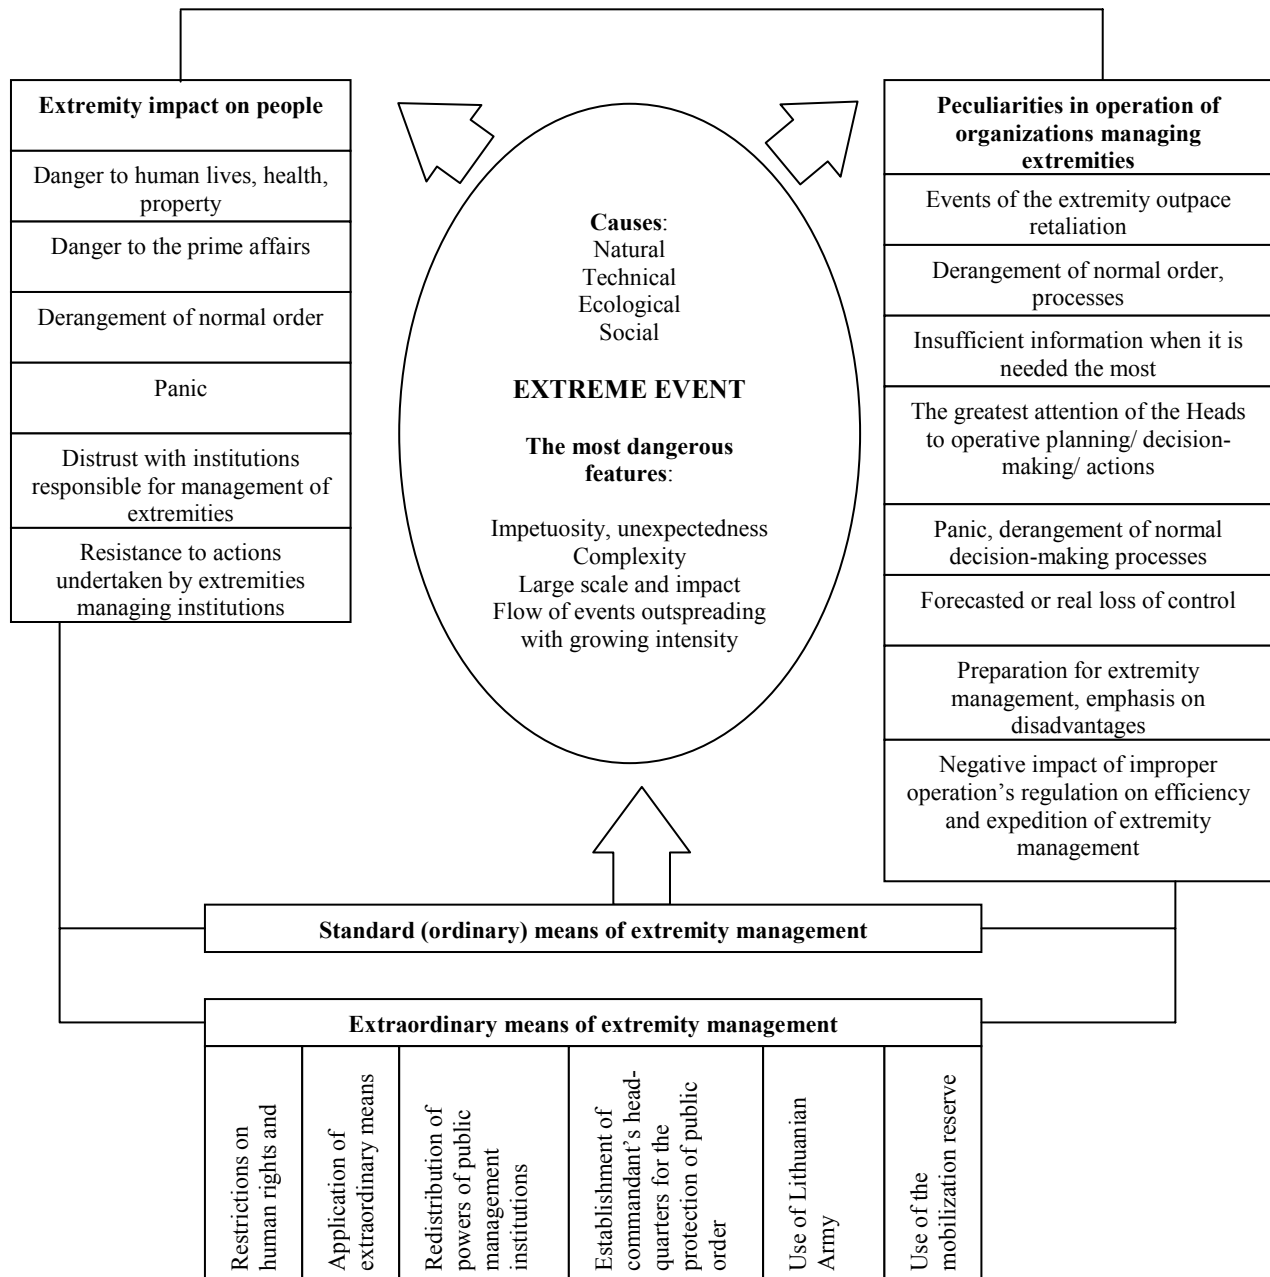 Extremity impact on people
Danger to human lives, health,
property
Danger to the prime affairs
Derangement of normal order
Panic
Distrust with institutions
responsible for management of
extremities
Resistance to actions
undertaken by extremities
managing institutions
Causes:
Natural
Technical
Ecological
Social
EXTREME EVENT
The most dangerous
features:
Impetuosity, unexpectedness
Complexity
Large scale and impact
Flow of events outspreading
with growing intensity
Peculiarities in operation of
organizations managing
extremities
Events of the extremity outpace
retaliation
Derangement of normal order,
processes
Insufficient information when it is
needed the most
The greatest attention of the Heads
to operative planning/ decision-
making/ actions
Panic, derangement of normal
decision-making processes
Forecasted or real loss of control
Preparation for extremity
management, emphasis on
disadvantages
Negative impact of improper
operation’s regulation on efficiency
and expedition of extremity
management
Standard (ordinary) means of extremity management
Extraordinary means of extremity management
Restrictions on
human rights and
Application of
extraordinary means
Redistribution of
powers of public
management
institutions
Establishment of
commandant’s head-
quarters for the
protection of public
order
Use of Lithuanian
Army
Use of the
mobilization reserve